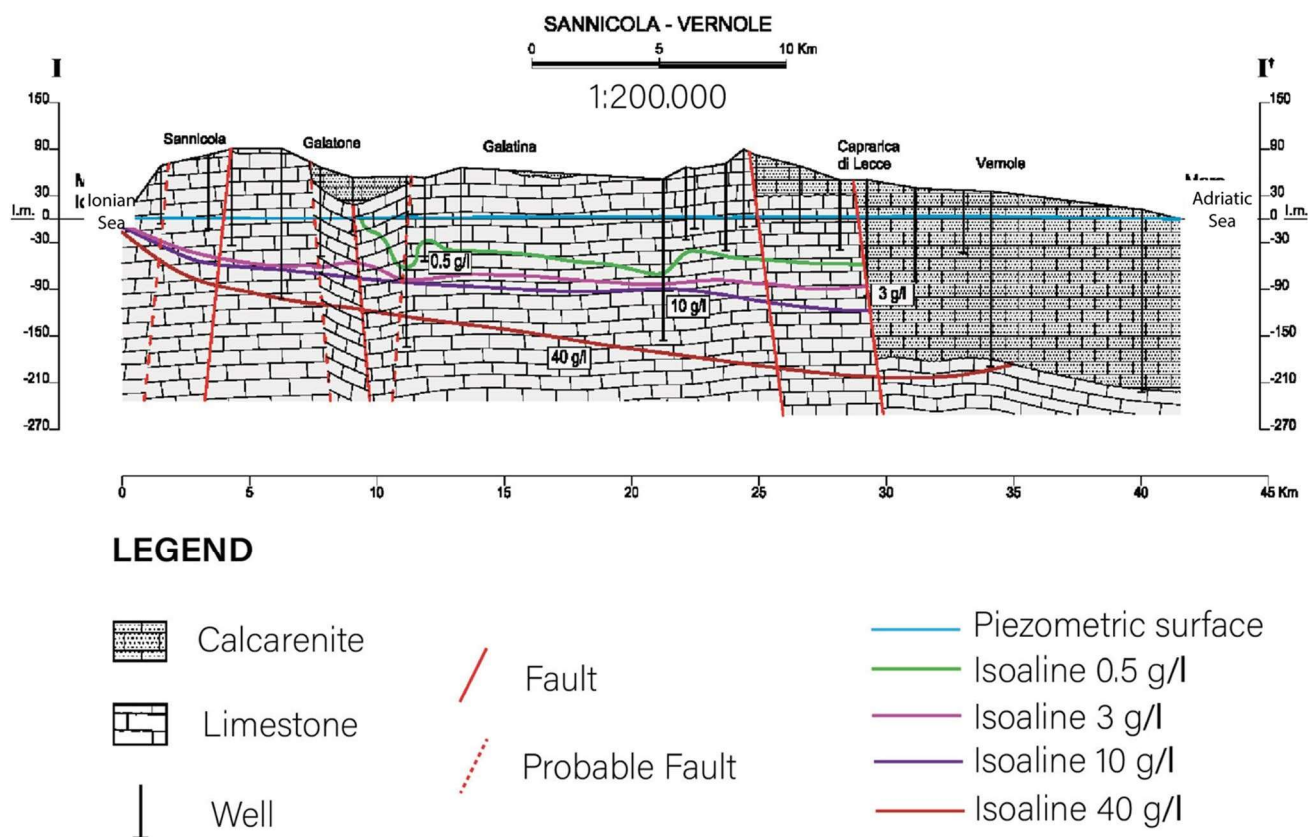 SANNICOLA - VERNOLE
0 5 10 Km
1:200.000
I I†
150 150
Sannicola Galatone Galatina Caprarica di Lecce Vernole
90 90
30 30
Ionian Sea
Adriatic Sea
l.m. 0 0 l.m.
-30 -30
0.5 g/l
-90 -90
3 g/l
10 g/l
-150 -150
40 g/l
-210 -210
-270 -270
0 5 10 15 20 25 30 35 40 45 Km
LEGEND
Calcarenite
Limestone
Well
Fault
Probable Fault
Piezometric surface
Isoaline 0.5 g/l
Isoaline 3 g/l
Isoaline 10 g/l
Isoaline 40 g/l